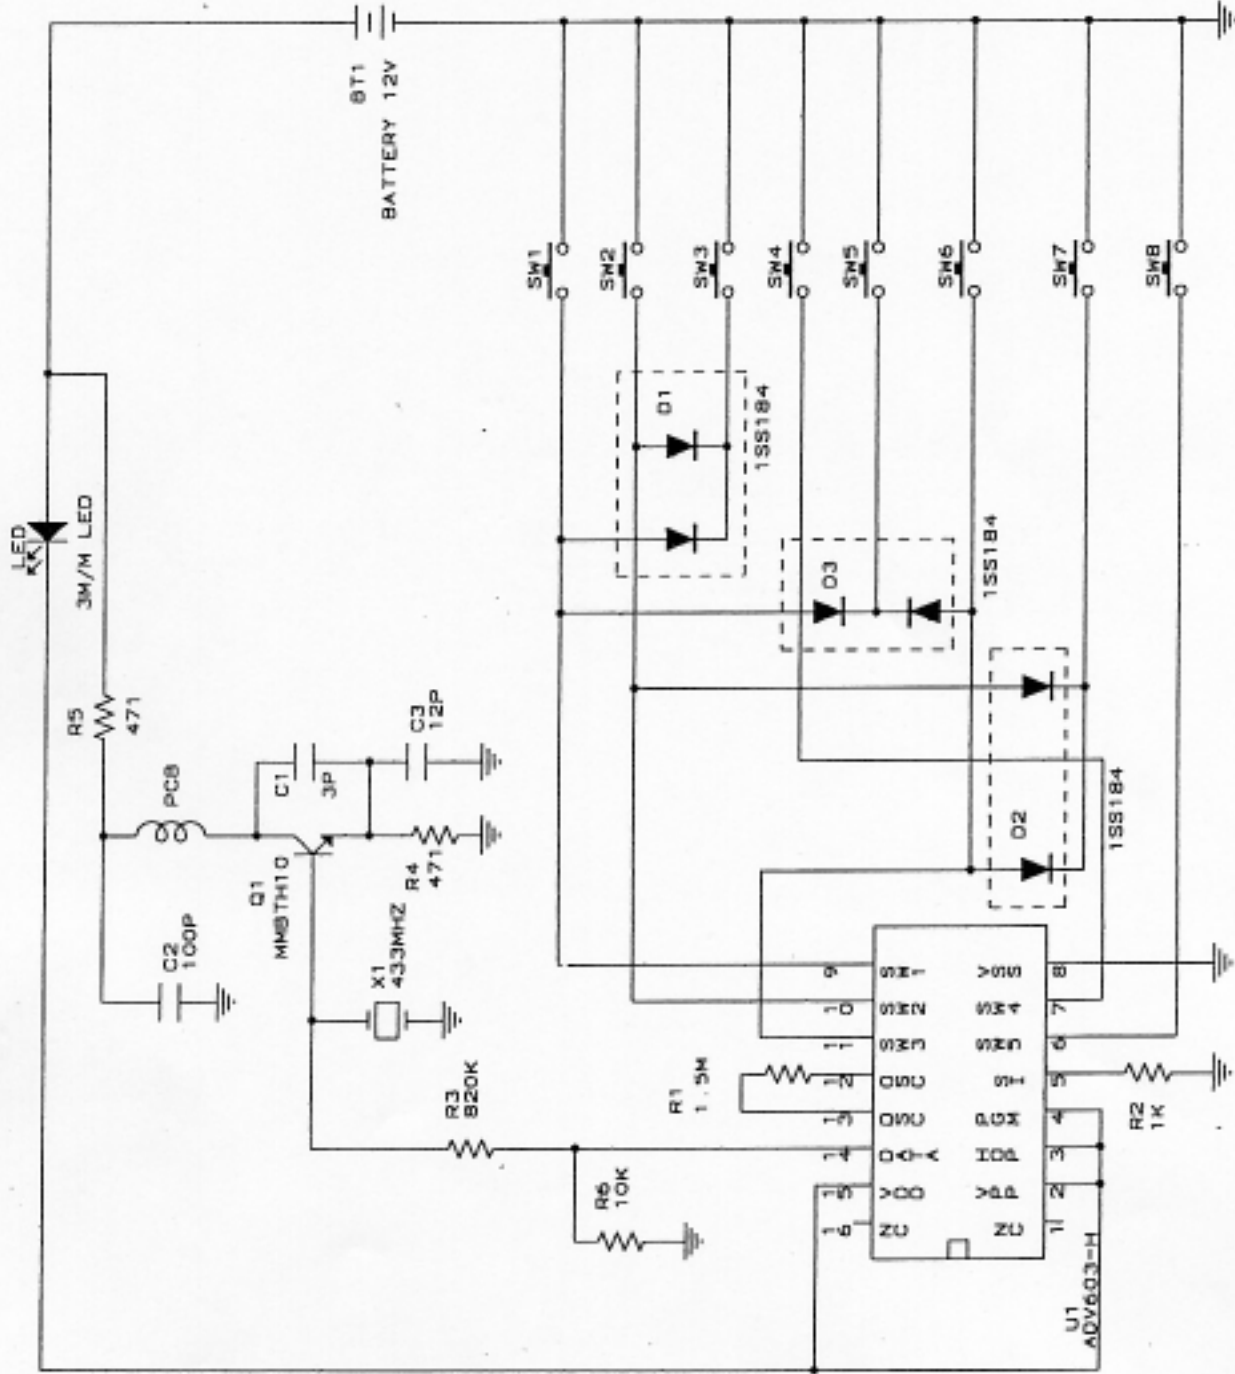 BT1
BATTERY 12V
LED
3M/M LED
R5
471
PCB
C1
3P
C3
12P
Q1
MMBTH10
R4
471
C2
100P
X1
433MHZ
R3
820K
R6
10K
R1
1.5M
R2
1K
SW1
SW2
SW3
SW4
SW5
SW6
SW7
SW8
D1
1SS184
D3
1SS184
D2
1SS184
9 SW1
10 SW2
11 SW3
12 OSC
13 OSC
14 DATA
15 VDD
16 NC
VSS 8
SW4 7
SW5 6
SI 5
PGM 4
HOP 3
VPP 2
NC 1
U1
ADV603-H